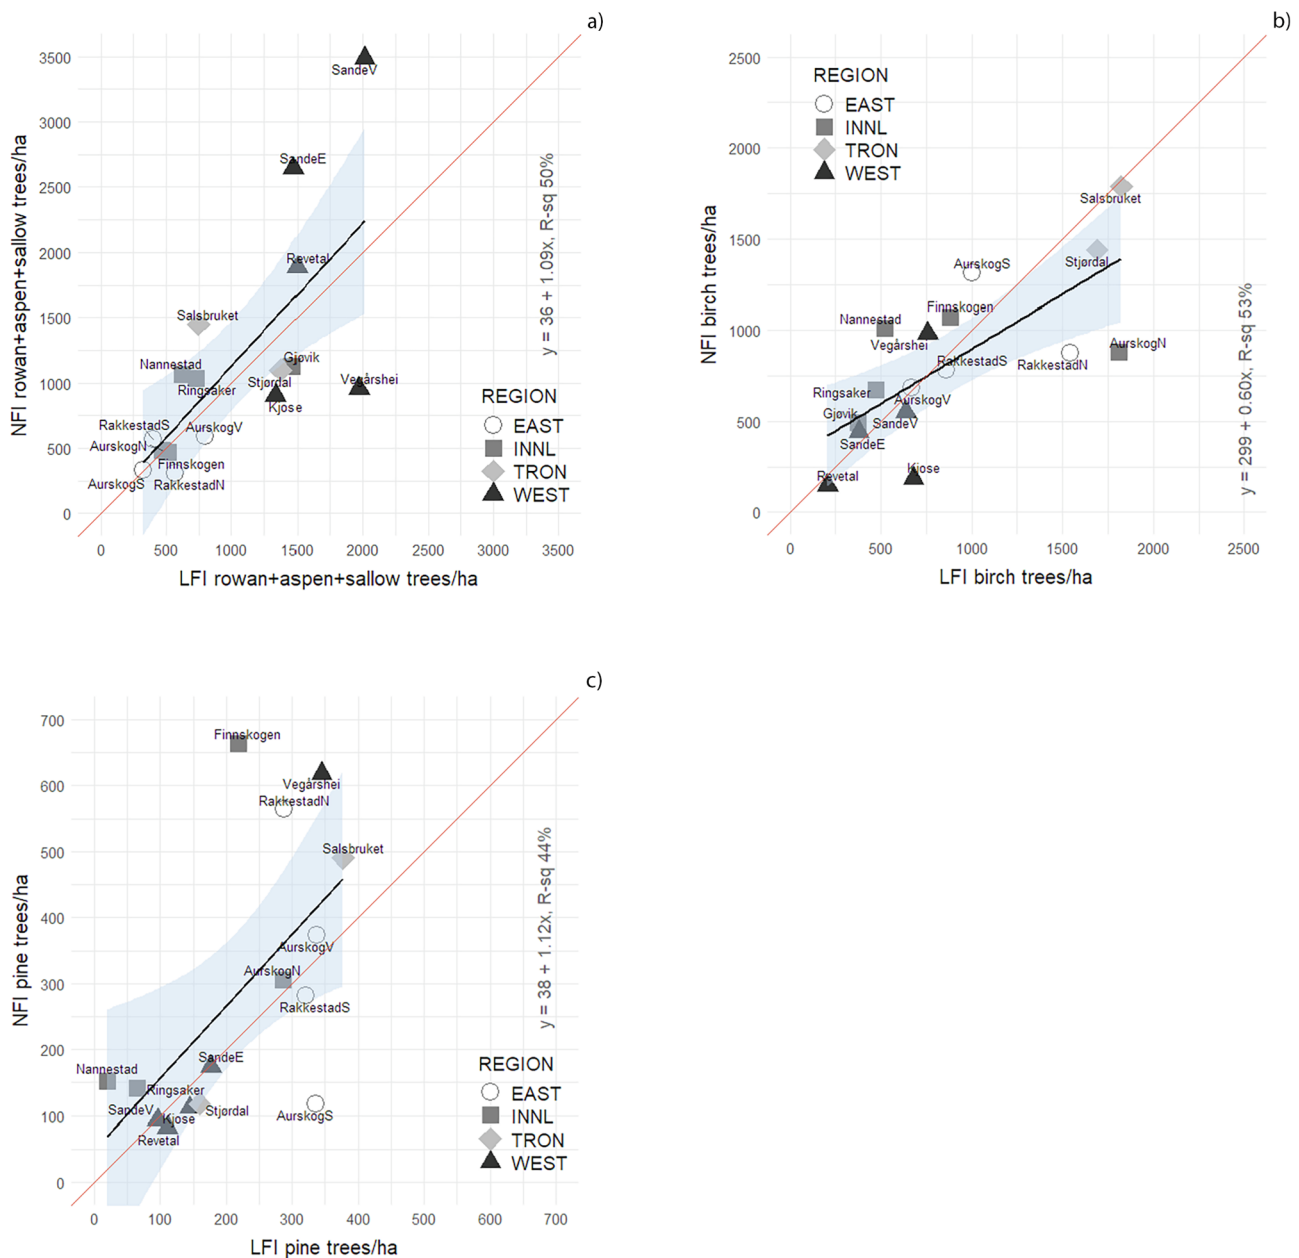 a)
3500
3000
2500
2000
1500
1000
500
0
NFI rowan+aspen+sallow trees/ha
SandeV
SandeE
Revetal
Salsbruket
Nannestad
Ringsaker
Gjøvik
Stjørdal
Kjose
Vegårshei
RakkestadS
AurskogV
AurskogN
Finnskogen
AurskogS
RakkestadN
y = 36 + 1.09x, R-sq 50%
REGION
EAST
INNL
TRON
WEST
0 500 1000 1500 2000 2500 3000 3500
LFI rowan+aspen+sallow trees/ha
b)
2500
2000
1500
1000
500
0
NFI birch trees/ha
REGION
EAST
INNL
TRON
WEST
Salsbruket
Stjørdal
AurskogS
Finnskogen
Nannestad
Vegårshei
RakkestadS
RakkestadN
AurskogN
Ringsaker
AurskogV
Gjøvik
SandeV
SandeE
Revetal
Kjose
y = 299 + 0.60x, R-sq 53%
0 500 1000 1500 2000 2500
LFI birch trees/ha
c)
700
600
500
400
300
200
100
0
NFI pine trees/ha
Finnskogen
Vegårshei
RakkestadN
Salsbruket
AurskogV
AurskogN
RakkestadS
SandeE
Nannestad
Ringsaker
SandeV
Kjose
Stjørdal
Revetal
AurskogS
y = 38 + 1.12x, R-sq 44%
REGION
EAST
INNL
TRON
WEST
0 100 200 300 400 500 600 700
LFI pine trees/ha